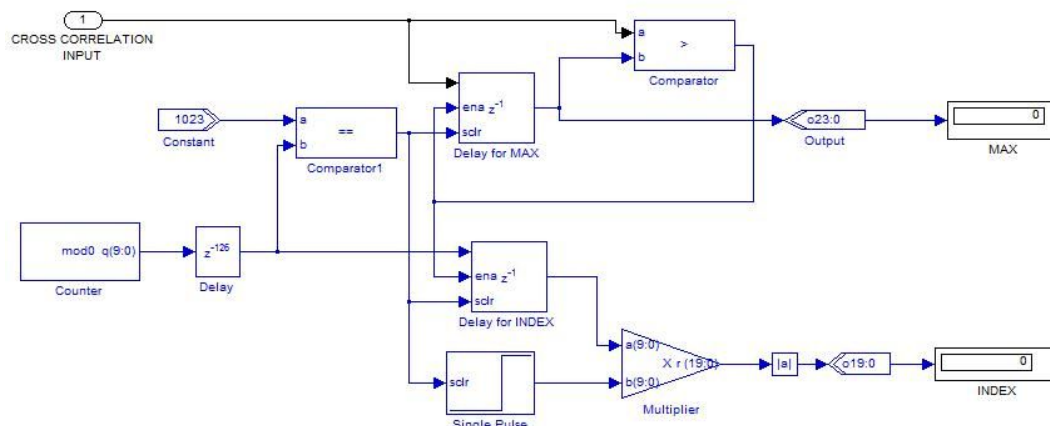 1
CROSS CORRELATION
INPUT
a
b
>
Comparator
1023
Constant
a
b
==
Comparator1
ena z-1
sclr
Delay for MAX
o23:0
Output
0
MAX
mod0 q(9:0)
Counter
z-126
Delay
ena z-1
sclr
Delay for INDEX
sclr
Single Pulse
a(9:0)
X r (19:0)
b(9:0)
Multiplier
|a|
o19:0
0
INDEX